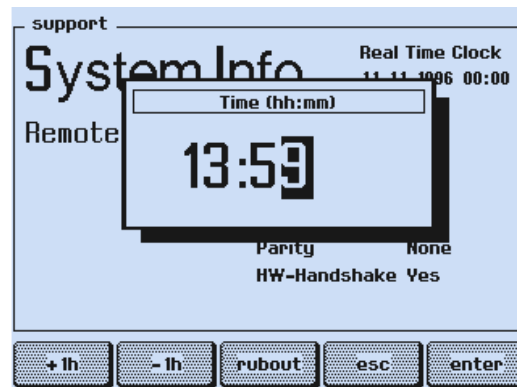 support
System Info
Real Time Clock
11-11-1996 00:00
Time (hh:mm)
Remote
13:59
Parity None
HW-Handshake Yes
+1h -1h rubout esc enter